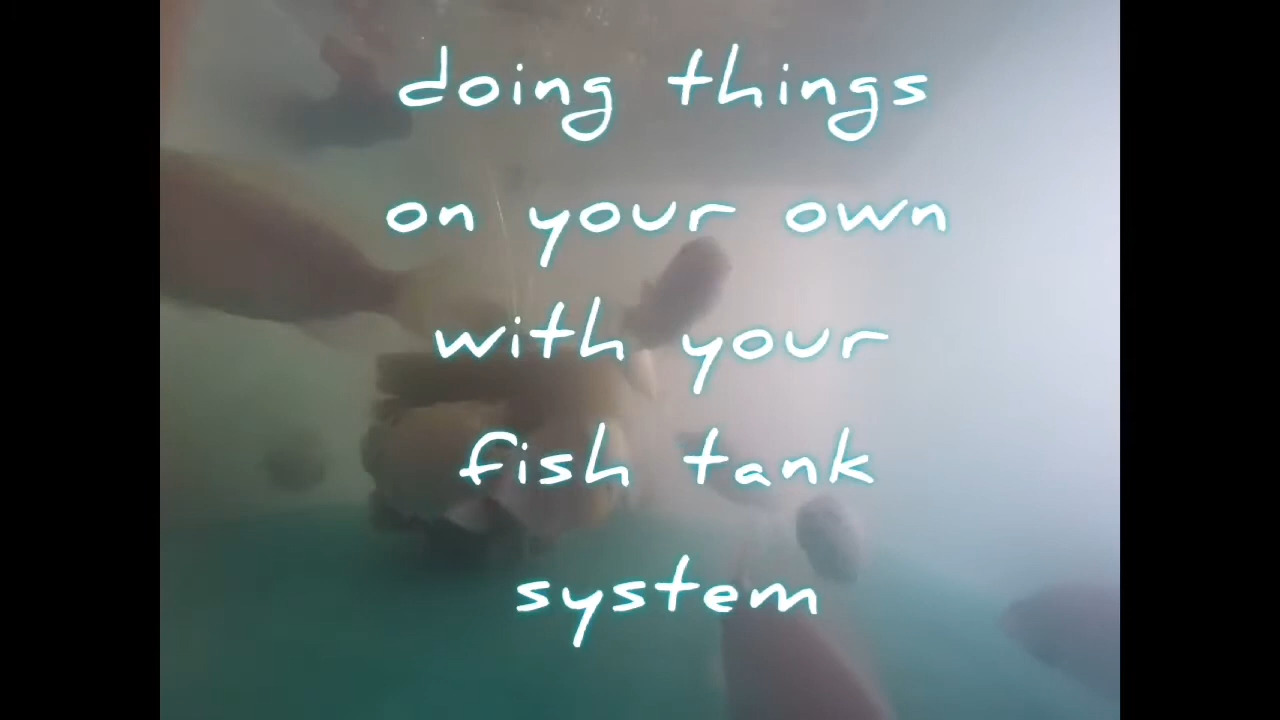 doing things
on your own
with your
fish tank
system